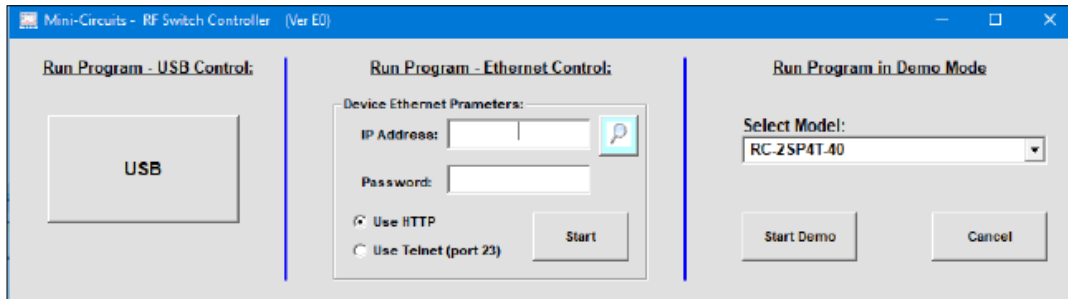 Mini-Circuits - RF Switch Controller (Ver E0)
Run Program - USB Control:
USB
Run Program - Ethernet Control:
Device Ethernet Prameters:
IP Address:
Password:
Use HTTP
Use Telnet (port 23)
Start
Run Program in Demo Mode
Select Model:
RC-2SP4T-40
Start Demo
Cancel